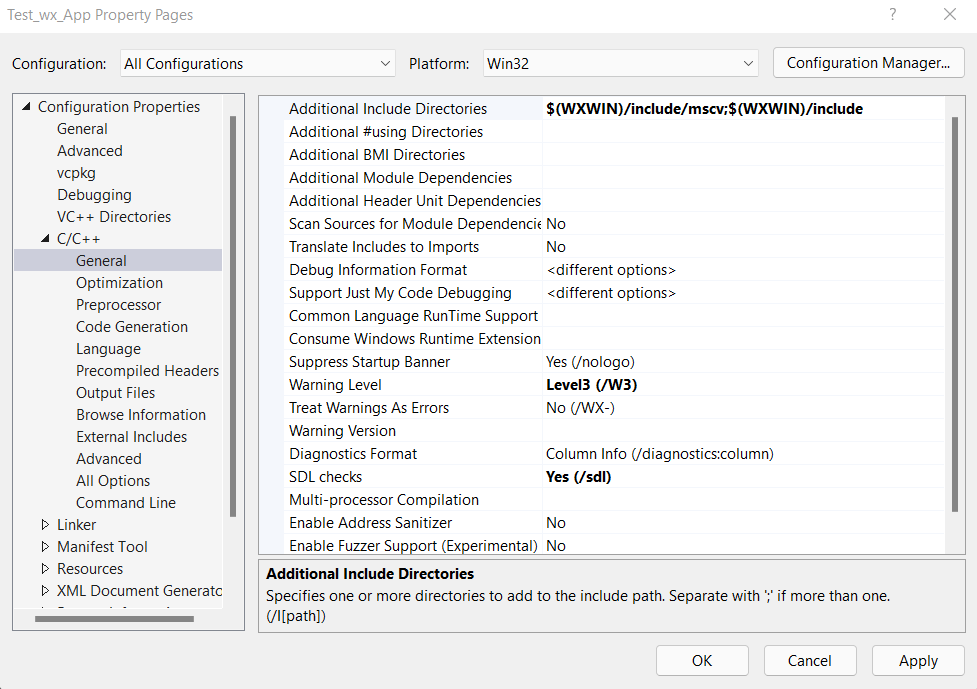 Test_wx_App Property Pages
?
Configuration: All Configurations Platform: Win32 Configuration Manager...
Configuration Properties
General
Advanced
vcpkg
Debugging
VC++ Directories
C/C++
General
Optimization
Preprocessor
Code Generation
Language
Precompiled Headers
Output Files
Browse Information
External Includes
Advanced
All Options
Command Line
Linker
Manifest Tool
Resources
XML Document Generato
Additional Include Directories $(WXWIN)/include/mscv;$(WXWIN)/include
Additional #using Directories
Additional BMI Directories
Additional Module Dependencies
Additional Header Unit Dependencies
Scan Sources for Module Dependencie No
Translate Includes to Imports No
Debug Information Format <different options>
Support Just My Code Debugging <different options>
Common Language RunTime Support
Consume Windows Runtime Extension
Suppress Startup Banner Yes (/nologo)
Warning Level Level3 (/W3)
Treat Warnings As Errors No (/WX-)
Warning Version
Diagnostics Format Column Info (/diagnostics:column)
SDL checks Yes (/sdl)
Multi-processor Compilation
Enable Address Sanitizer No
Enable Fuzzer Support (Experimental) No
Additional Include Directories
Specifies one or more directories to add to the include path. Separate with ';' if more than one.
(/I[path])
OK Cancel Apply